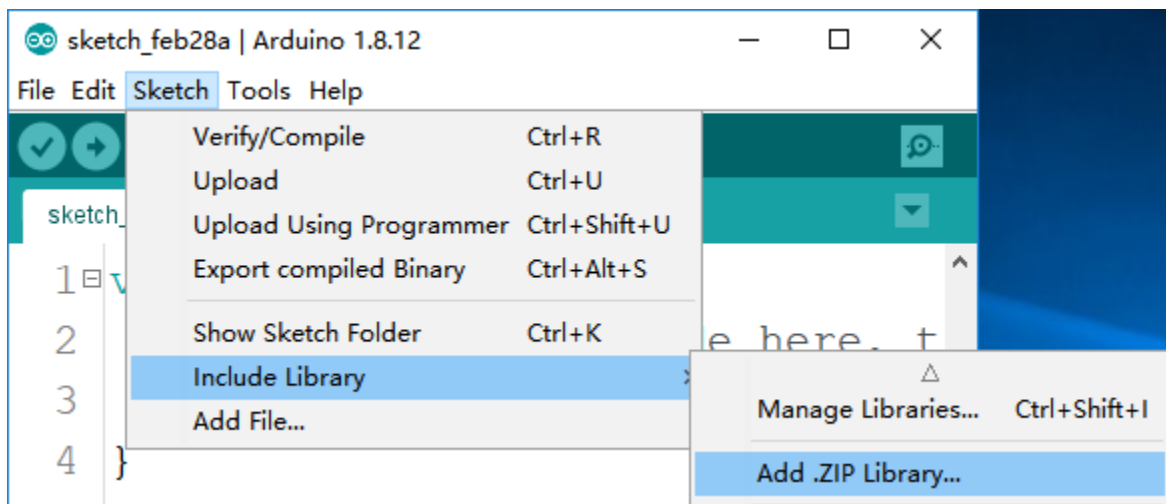 sketch_feb28a | Arduino 1.8.12
File Edit Sketch Tools Help
Verify/Compile Ctrl+R
Upload Ctrl+U
sketch_
Upload Using Programmer Ctrl+Shift+U
1 v
Export compiled Binary Ctrl+Alt+S
2 Show Sketch Folder Ctrl+K e here, t
Include Library
3
Add File...
Manage Libraries... Ctrl+Shift+I
4 }
Add .ZIP Library...